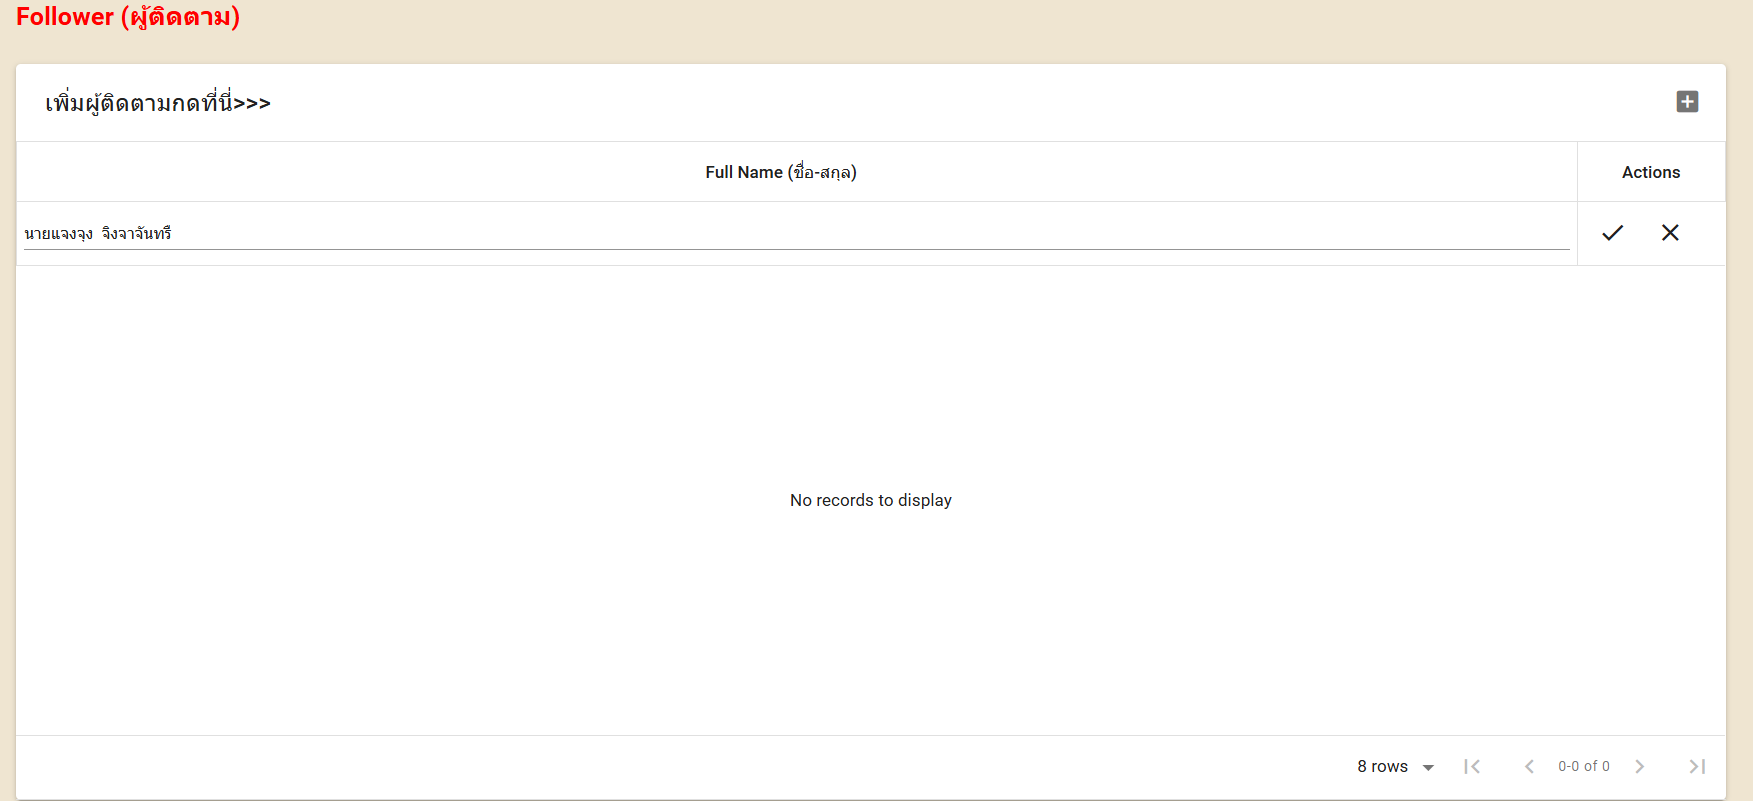 Follower (ผู้ติดตาม)
เพิ่มผู้ติดตามกดที่นี่>>>
Full Name (ชื่อ-สกุล)
Actions
นายแจงจุง จิงจาจันทรื
No records to display
8 rows
0-0 of 0